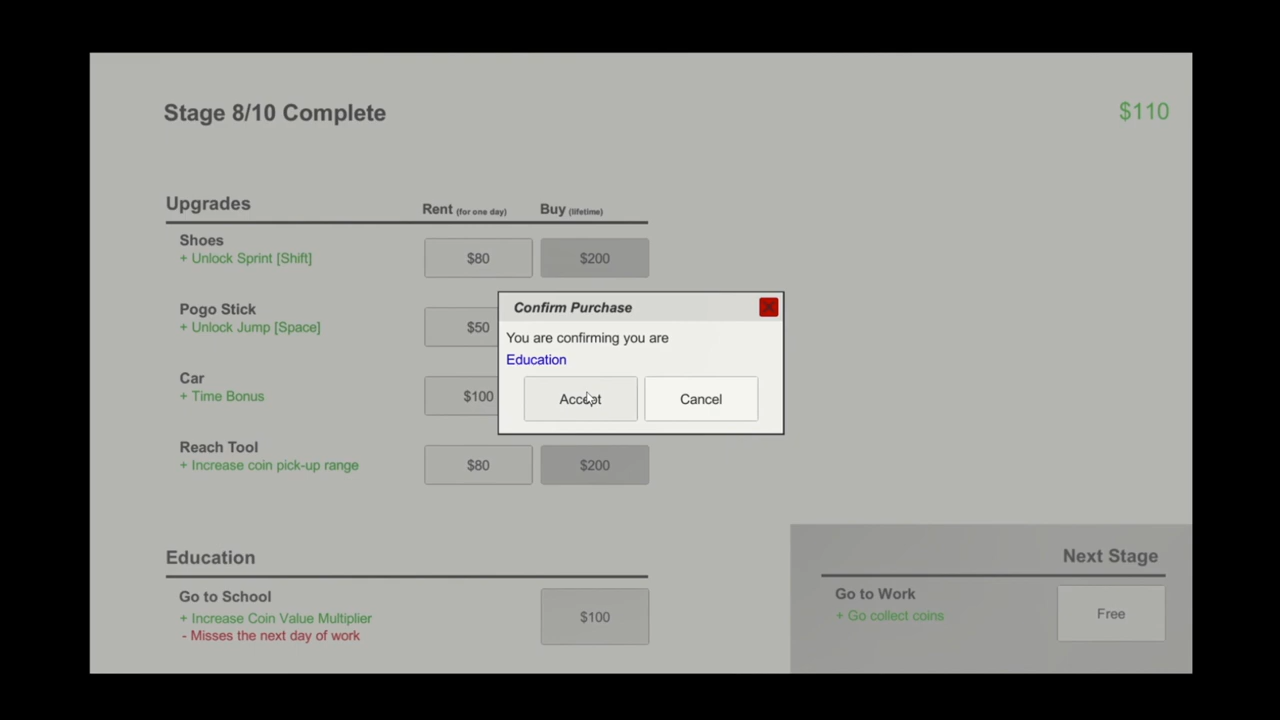 Stage 8/10 Complete
$110
Upgrades
Rent (for one day)
Buy (lifetime)
Shoes
+ Unlock Sprint [Shift]
$80
$200
Pogo Stick
+ Unlock Jump [Space]
$50
Car
+ Time Bonus
$100
Reach Tool
+ Increase coin pick-up range
$80
$200
Confirm Purchase
You are confirming you are
Education
Accept
Cancel
Education
Go to School
+ Increase Coin Value Multiplier
- Misses the next day of work
$100
Next Stage
Go to Work
+ Go collect coins
Free